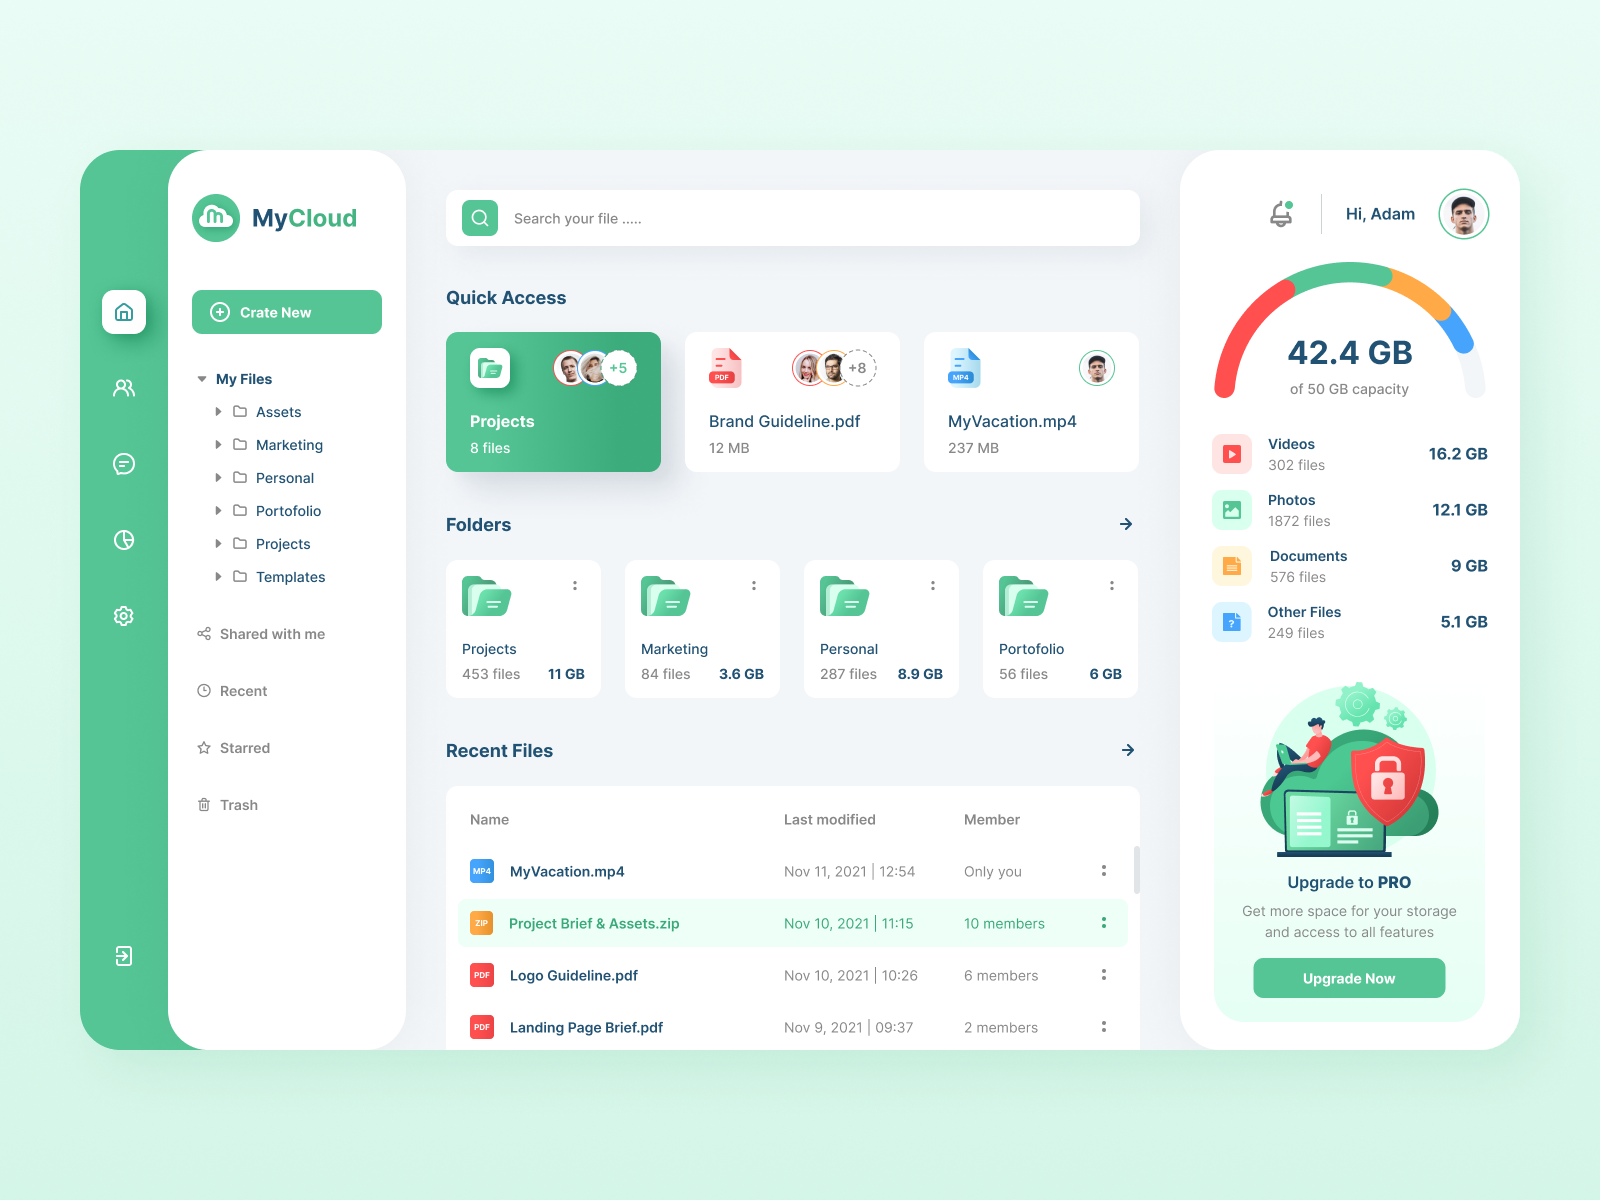 MyCloud
Crate New
My Files
Assets
Marketing
Personal
Portofolio
Projects
Templates
Shared with me
Recent
Starred
Trash
Search your file .....
Quick Access
+5
Projects
8 files
PDF
+8
Brand Guideline.pdf
12 MB
MP4
MyVacation.mp4
237 MB
Folders
Projects
453 files 11 GB
Marketing
84 files 3.6 GB
Personal
287 files 8.9 GB
Portofolio
56 files 6 GB
Recent Files
Name Last modified Member
MP4 MyVacation.mp4 Nov 11, 2021 | 12:54 Only you
ZIP Project Brief & Assets.zip Nov 10, 2021 | 11:15 10 members
PDF Logo Guideline.pdf Nov 10, 2021 | 10:26 6 members
PDF Landing Page Brief.pdf Nov 9, 2021 | 09:37 2 members
Hi, Adam
42.4 GB
of 50 GB capacity
Videos
302 files
16.2 GB
Photos
1872 files
12.1 GB
Documents
576 files
9 GB
?
Other Files
249 files
5.1 GB
Upgrade to PRO
Get more space for your storage
and access to all features
Upgrade Now